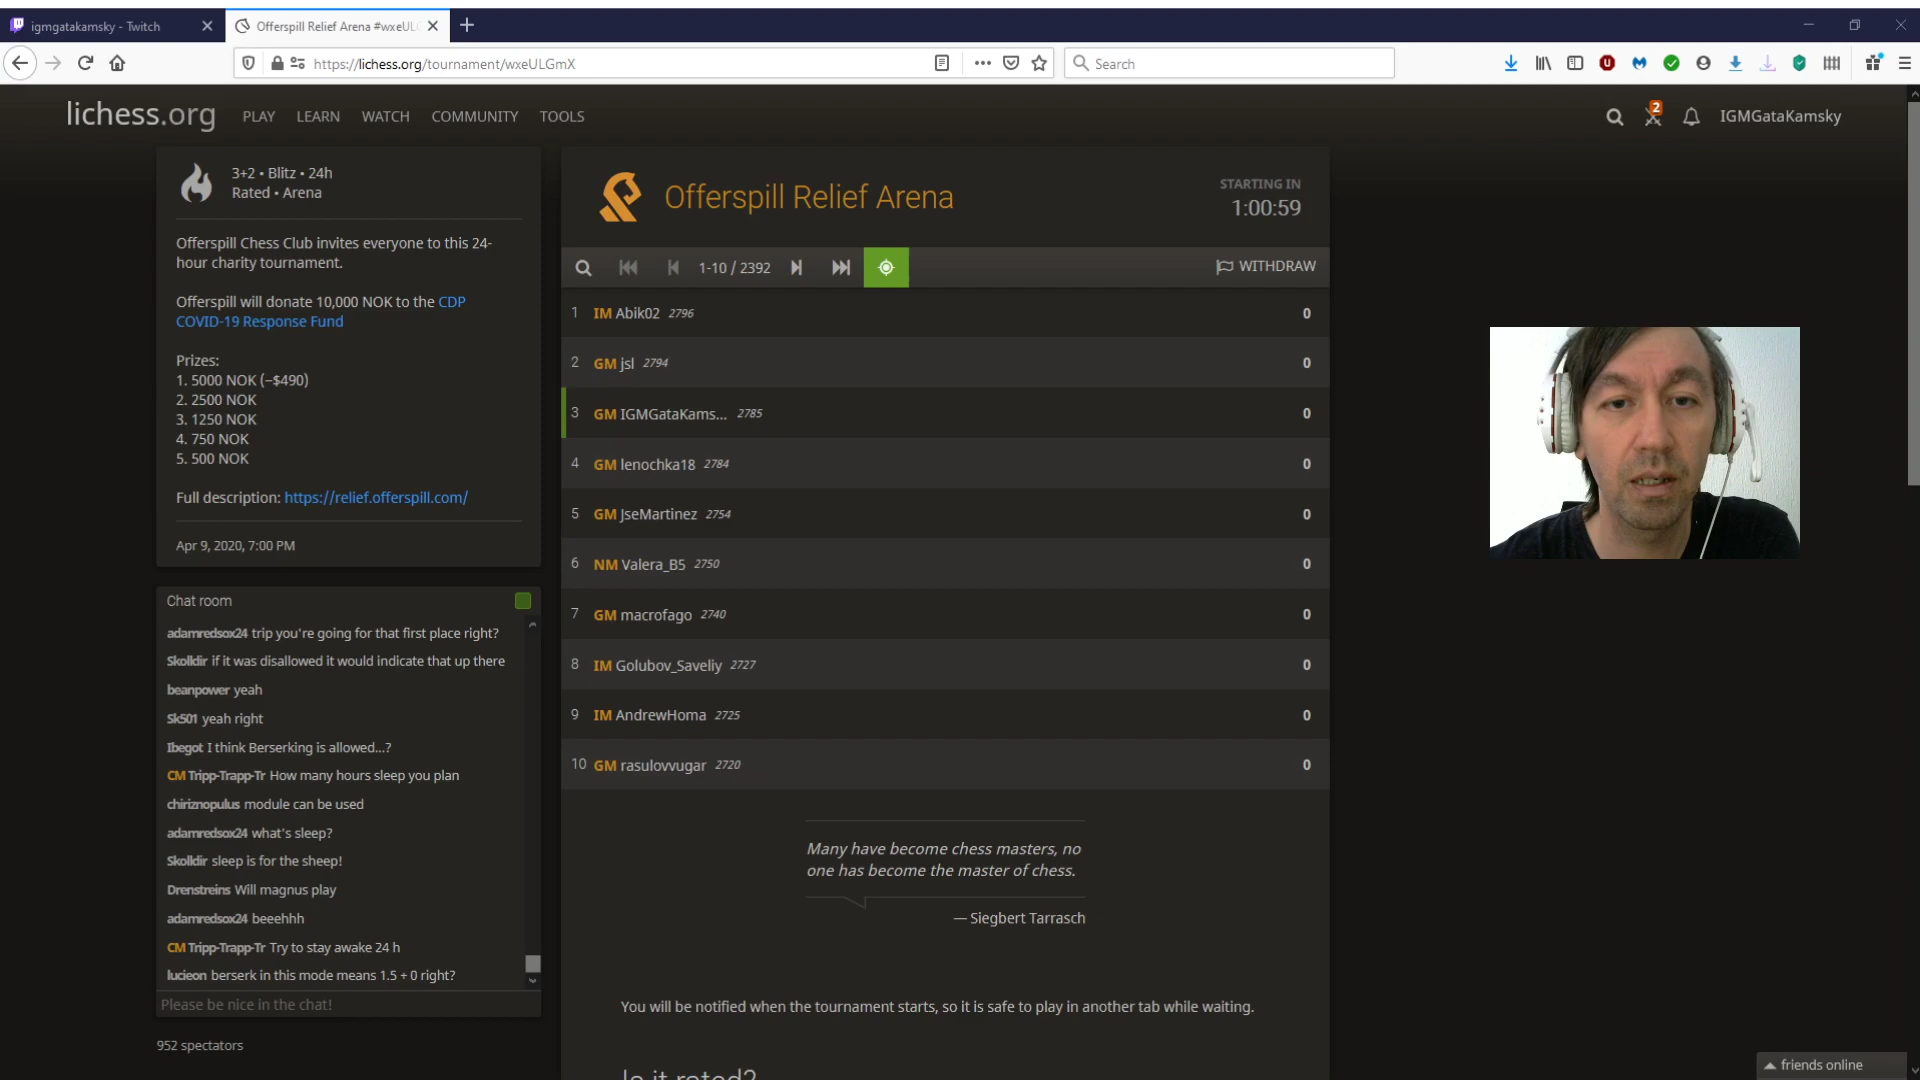 igmgatakamsky - Twitch
Offerspill Relief Arena #wxeUL
https://lichess.org/tournament/wxeULGmX
Search
lichess.org
PLAY
LEARN
WATCH
COMMUNITY
TOOLS
2
IGMGataKamsky
3+2 • Blitz • 24h
Rated • Arena
Offerspill Chess Club invites everyone to this 24-
hour charity tournament.
Offerspill will donate 10,000 NOK to the CDP
COVID-19 Response Fund
Prizes:
1. 5000 NOK (~$490)
2. 2500 NOK
3. 1250 NOK
4. 750 NOK
5. 500 NOK
Full description: https://relief.offerspill.com/
Apr 9, 2020, 7:00 PM
Chat room
adamredsox24 trip you're going for that first place right?
Skolldir if it was disallowed it would indicate that up there
beanpower yeah
Sk501 yeah right
Ibegot I think Berserking is allowed...?
CM Tripp-Trapp-Tr How many hours sleep you plan
chiriznopulus module can be used
adamredsox24 what's sleep?
Skolldir sleep is for the sheep!
Drenstreins Will magnus play
adamredsox24 beeehhh
CM Tripp-Trapp-Tr Try to stay awake 24 h
lucieon berserk in this mode means 1.5 + 0 right?
Please be nice in the chat!
952 spectators
Offerspill Relief Arena
STARTING IN
1:00:59
1-10 / 2392
WITHDRAW
1 IM Abik02 2796 0
2 GM jsl 2794 0
3 GM IGMGataKams... 2785 0
4 GM lenochka18 2784 0
5 GM JseMartinez 2754 0
6 NM Valera_B5 2750 0
7 GM macrofago 2740 0
8 IM Golubov_Saveliy 2727 0
9 IM AndrewHoma 2725 0
10 GM rasulovvugar 2720 0
Many have become chess masters, no
one has become the master of chess.
— Siegbert Tarrasch
You will be notified when the tournament starts, so it is safe to play in another tab while waiting.
Is it rated?
friends online